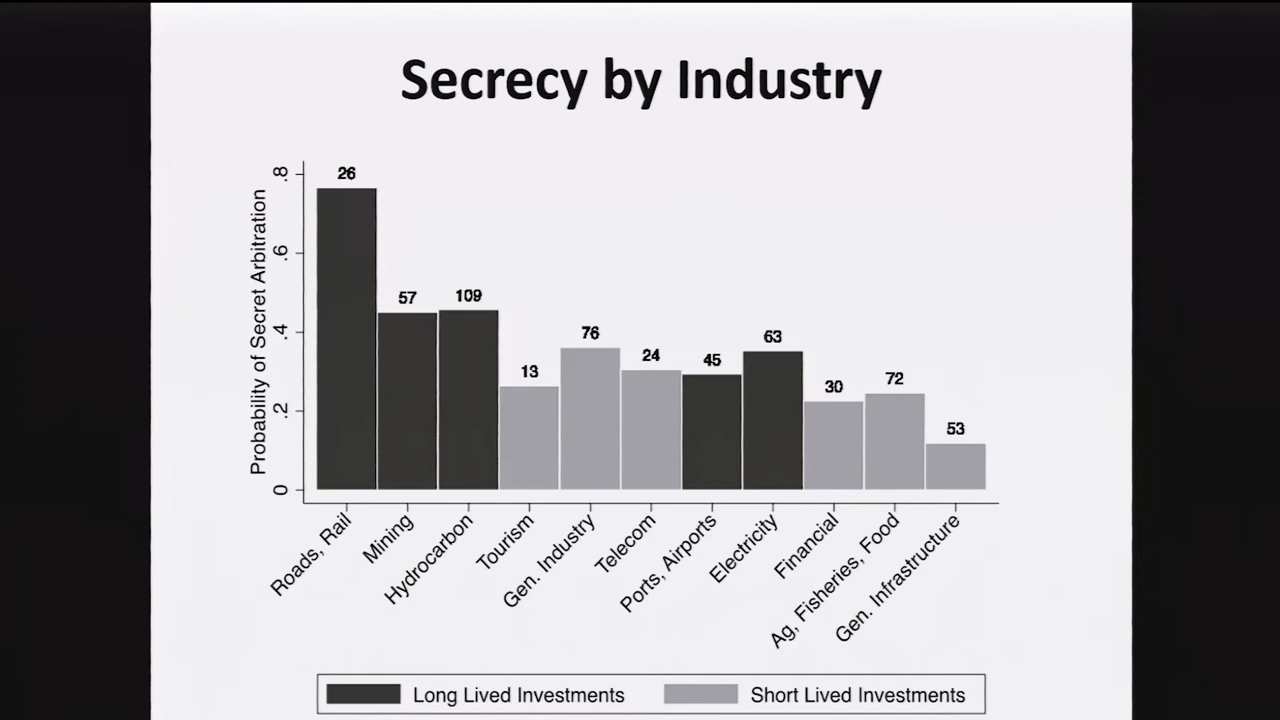 Secrecy by Industry
Probability of Secret Arbitration
.8
.6
.4
.2
0
26
57
109
13
76
24
45
63
30
72
53
Roads, Rail
Mining
Hydrocarbon
Tourism
Gen. Industry
Telecom
Ports, Airports
Electricity
Financial
Ag, Fisheries, Food
Gen. Infrastructure
Long Lived Investments
Short Lived Investments